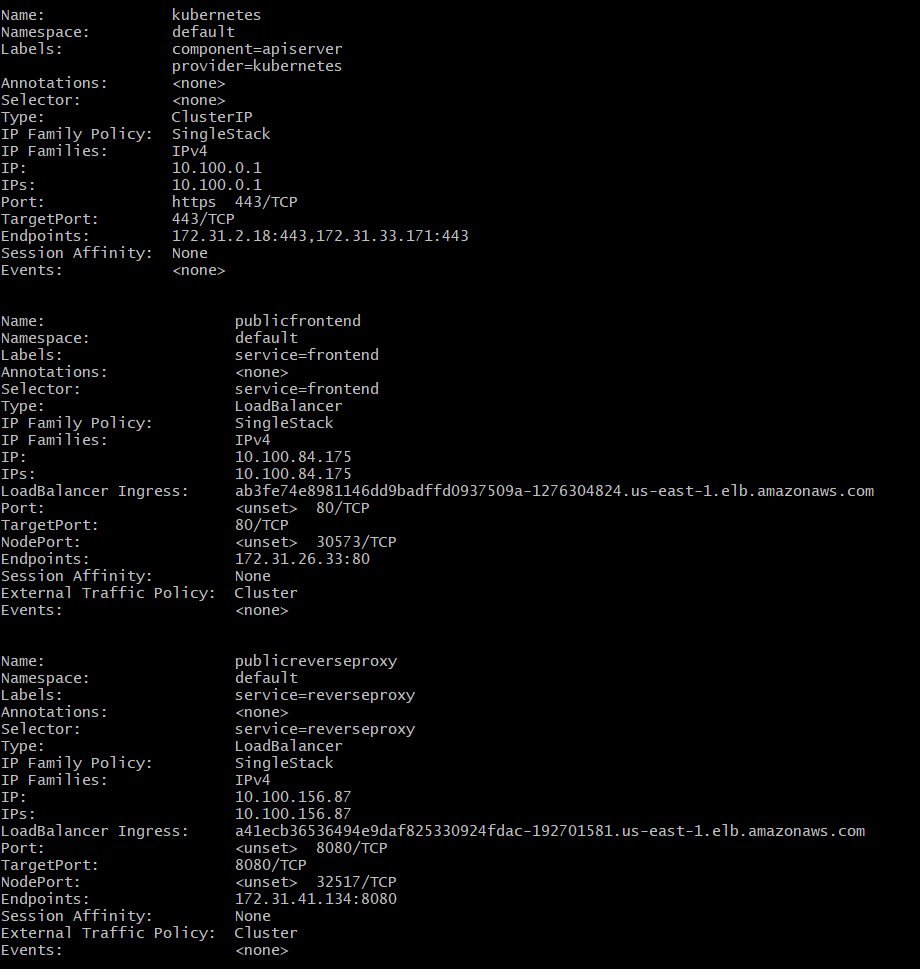 Name:              kubernetes
Namespace:         default
Labels:            component=apiserver
                   provider=kubernetes
Annotations:       <none>
Selector:          <none>
Type:              ClusterIP
IP Family Policy:  SingleStack
IP Families:       IPv4
IP:                10.100.0.1
IPs:               10.100.0.1
Port:              https  443/TCP
TargetPort:        443/TCP
Endpoints:         172.31.2.18:443,172.31.33.171:443
Session Affinity:  None
Events:            <none>

Name:                     publicfrontend
Namespace:                default
Labels:                   service=frontend
Annotations:              <none>
Selector:                 service=frontend
Type:                     LoadBalancer
IP Family Policy:         SingleStack
IP Families:              IPv4
IP:                       10.100.84.175
IPs:                      10.100.84.175
LoadBalancer Ingress:     ab3fe74e8981146dd9badffd0937509a-1276304824.us-east-1.elb.amazonaws.com
Port:                     <unset>  80/TCP
TargetPort:               80/TCP
NodePort:                 <unset>  30573/TCP
Endpoints:                172.31.26.33:80
Session Affinity:         None
External Traffic Policy:  Cluster
Events:                   <none>

Name:                     publicreverseproxy
Namespace:                default
Labels:                   service=reverseproxy
Annotations:              <none>
Selector:                 service=reverseproxy
Type:                     LoadBalancer
IP Family Policy:         SingleStack
IP Families:              IPv4
IP:                       10.100.156.87
IPs:                      10.100.156.87
LoadBalancer Ingress:     a41ecb36536494e9daf825330924fdac-192701581.us-east-1.elb.amazonaws.com
Port:                     <unset>  8080/TCP
TargetPort:               8080/TCP
NodePort:                 <unset>  32517/TCP
Endpoints:                172.31.41.134:8080
Session Affinity:         None
External Traffic Policy:  Cluster
Events:                   <none>